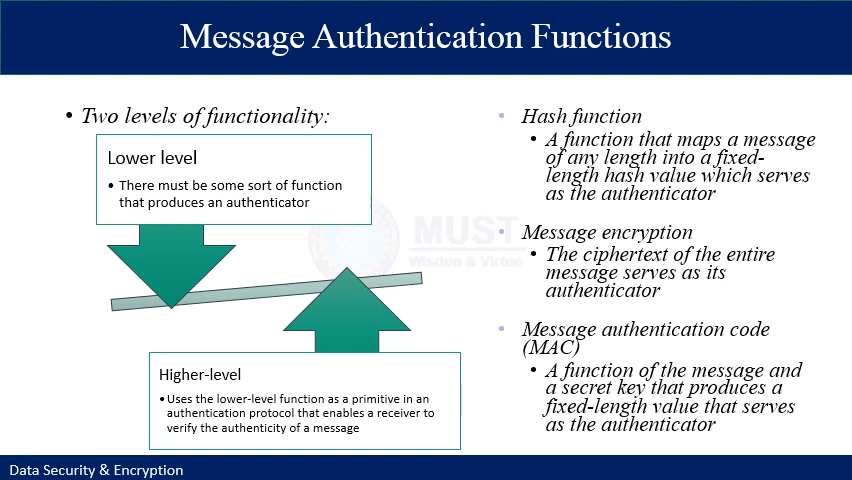 Message Authentication Functions
• Two levels of functionality:
Lower level
• There must be some sort of function
that produces an authenticator
Higher-level
• Uses the lower-level function as a primitive in an
authentication protocol that enables a receiver to
verify the authenticity of a message
• Hash function
• A function that maps a message
of any length into a fixed-
length hash value which serves
as the authenticator
• Message encryption
• The ciphertext of the entire
message serves as its
authenticator
• Message authentication code
(MAC)
• A function of the message and
a secret key that produces a
fixed-length value that serves
as the authenticator
MUST
Wisdom & Virtue
Data Security & Encryption